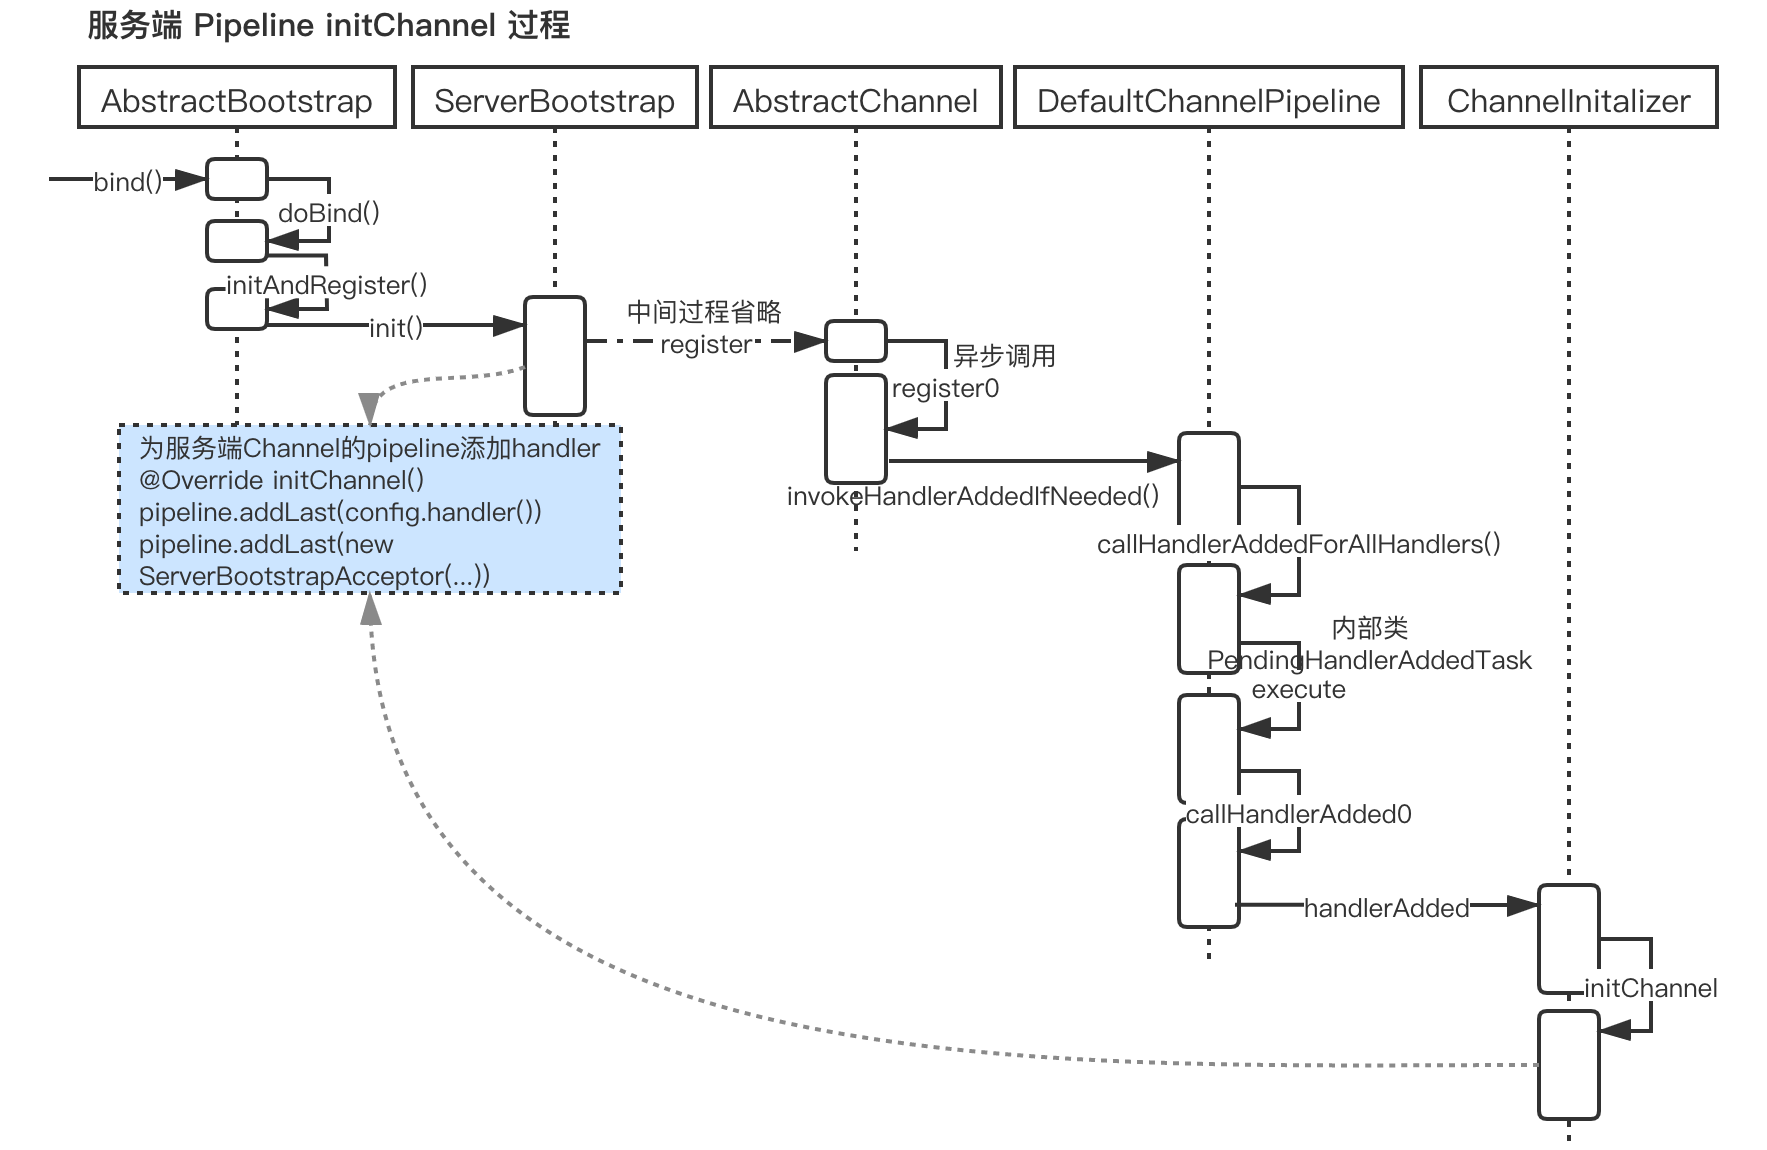 服务端 Pipeline initChannel 过程
AbstractBootstrap
ServerBootstrap
AbstractChannel
DefaultChannelPipeline
ChannelInitalizer
bind()
doBind()
initAndRegister()
init()
中间过程省略
register
异步调用
register0
为服务端Channel的pipeline添加handler
@Override initChannel()
pipeline.addLast(config.handler())
pipeline.addLast(new
ServerBootstrapAcceptor(...))
invokeHandlerAddedIfNeeded()
callHandlerAddedForAllHandlers()
内部类
PendingHandlerAddedTask
execute
callHandlerAdded0
handlerAdded
initChannel